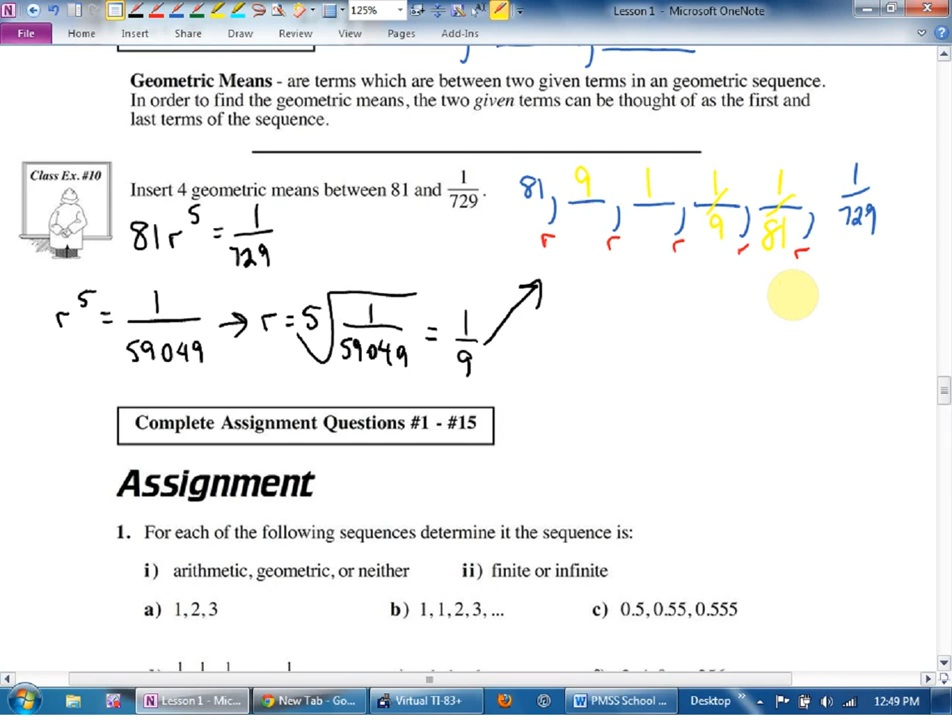 125%
Lesson 1 - Microsoft OneNote
File Home Insert Share Draw Review View Pages Add-Ins
Geometric Means - are terms which are between two given terms in an geometric sequence.
In order to find the geometric means, the two given terms can be thought of as the first and
last terms of the sequence.
Class Ex. #10
Insert 4 geometric means between 81 and 1/729.
81, 9, 1, 1/9, 1/81, 1/729
r r r r r
81r^5 = 1/729
r^5 = 1/59049 → r = 5√(1/59049) = 1/9
Complete Assignment Questions #1 - #15
Assignment
1. For each of the following sequences determine it the sequence is:
i) arithmetic, geometric, or neither ii) finite or infinite
a) 1, 2, 3 b) 1, 1, 2, 3, ... c) 0.5, 0.55, 0.555
Lesson 1 - Mic... New Tab - Go... Virtual TI-83+ PMSS School ... Desktop 12:49 PM